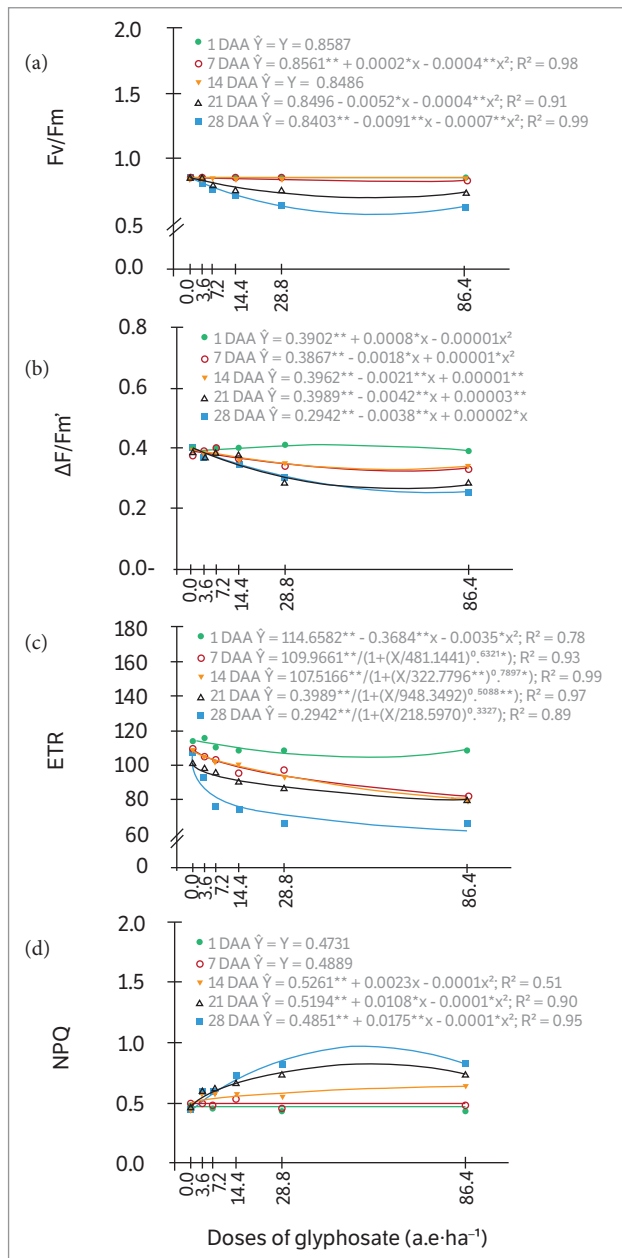 (a)
2.0
1 DAA Ŷ = Y = 0.8587
7 DAA Ŷ = 0.8561** + 0.0002*x - 0.0004**x²; R² = 0.98
14 DAA Ŷ = Y = 0.8486
21 DAA Ŷ = 0.8496 - 0.0052*x - 0.0004**x²; R² = 0.91
28 DAA Ŷ = 0.8403** - 0.0091**x - 0.0007**x²; R² = 0.99
1.5
1.0
0.5
0.0
Fv/Fm
0.0
3.6
7.2
14.4
28.8
86.4
(b)
0.8
1 DAA Ŷ = 0.3902** + 0.0008*x - 0.00001x²
7 DAA Ŷ = 0.3867** - 0.0018*x + 0.00001*x²
14 DAA Ŷ = 0.3962** - 0.0021**x + 0.00001**
21 DAA Ŷ = 0.3989** - 0.0042**x + 0.00003**
28 DAA Ŷ = 0.2942** - 0.0038**x + 0.00002*x
0.6
0.4
0.2
0.0-
ΔF/Fm'
0.0
3.6
7.2
14.4
28.8
86.4
(c)
180
1 DAA Ŷ = 114.6582** - 0.3684**x - 0.0035*x²; R² = 0.78
7 DAA Ŷ = 109.9661**/(1+(X/481.1441)⁰.⁶³²¹*); R² = 0.93
14 DAA Ŷ = 107.5166**/(1+(X/322.7796**)⁰.⁷⁸⁹⁷*); R² = 0.99
21 DAA Ŷ = 0.3989**/(1+(X/948.3492)⁰.⁵⁰⁸⁸**); R² = 0.97
28 DAA Ŷ = 0.2942**/(1+(X/218.5970)⁰.³³²⁷); R² = 0.89
160
140
120
100
80
60
0
ETR
0.0
3.6
7.2
14.4
28.8
86.4
(d)
2.0
1 DAA Ŷ = Y = 0.4731
7 DAA Ŷ = Y = 0.4889
14 DAA Ŷ = 0.5261** + 0.0023x - 0.0001x²; R² = 0.51
21 DAA Ŷ = 0.5194** + 0.0108*x - 0.0001*x²; R² = 0.90
28 DAA Ŷ = 0.4851** + 0.0175**x - 0.0001*x²; R² = 0.95
1.5
1.0
0.5
0.0
NPQ
0.0
3.6
7.2
14.4
28.8
86.4
Doses of glyphosate (a.e·ha⁻¹)